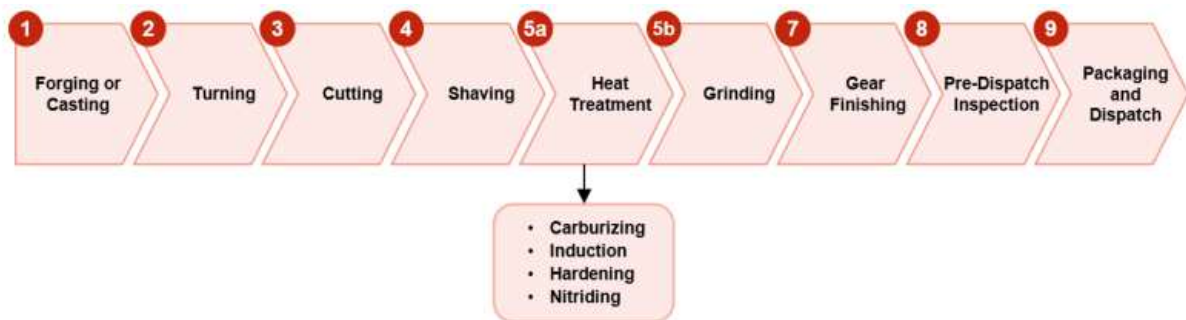 1
Forging or
Casting
2
Turning
3
Cutting
4
Shaving
5a
Heat
Treatment
5b
Grinding
7
Gear
Finishing
8
Pre-Dispatch
Inspection
9
Packaging
and
Dispatch
• Carburizing
• Induction
• Hardening
• Nitriding